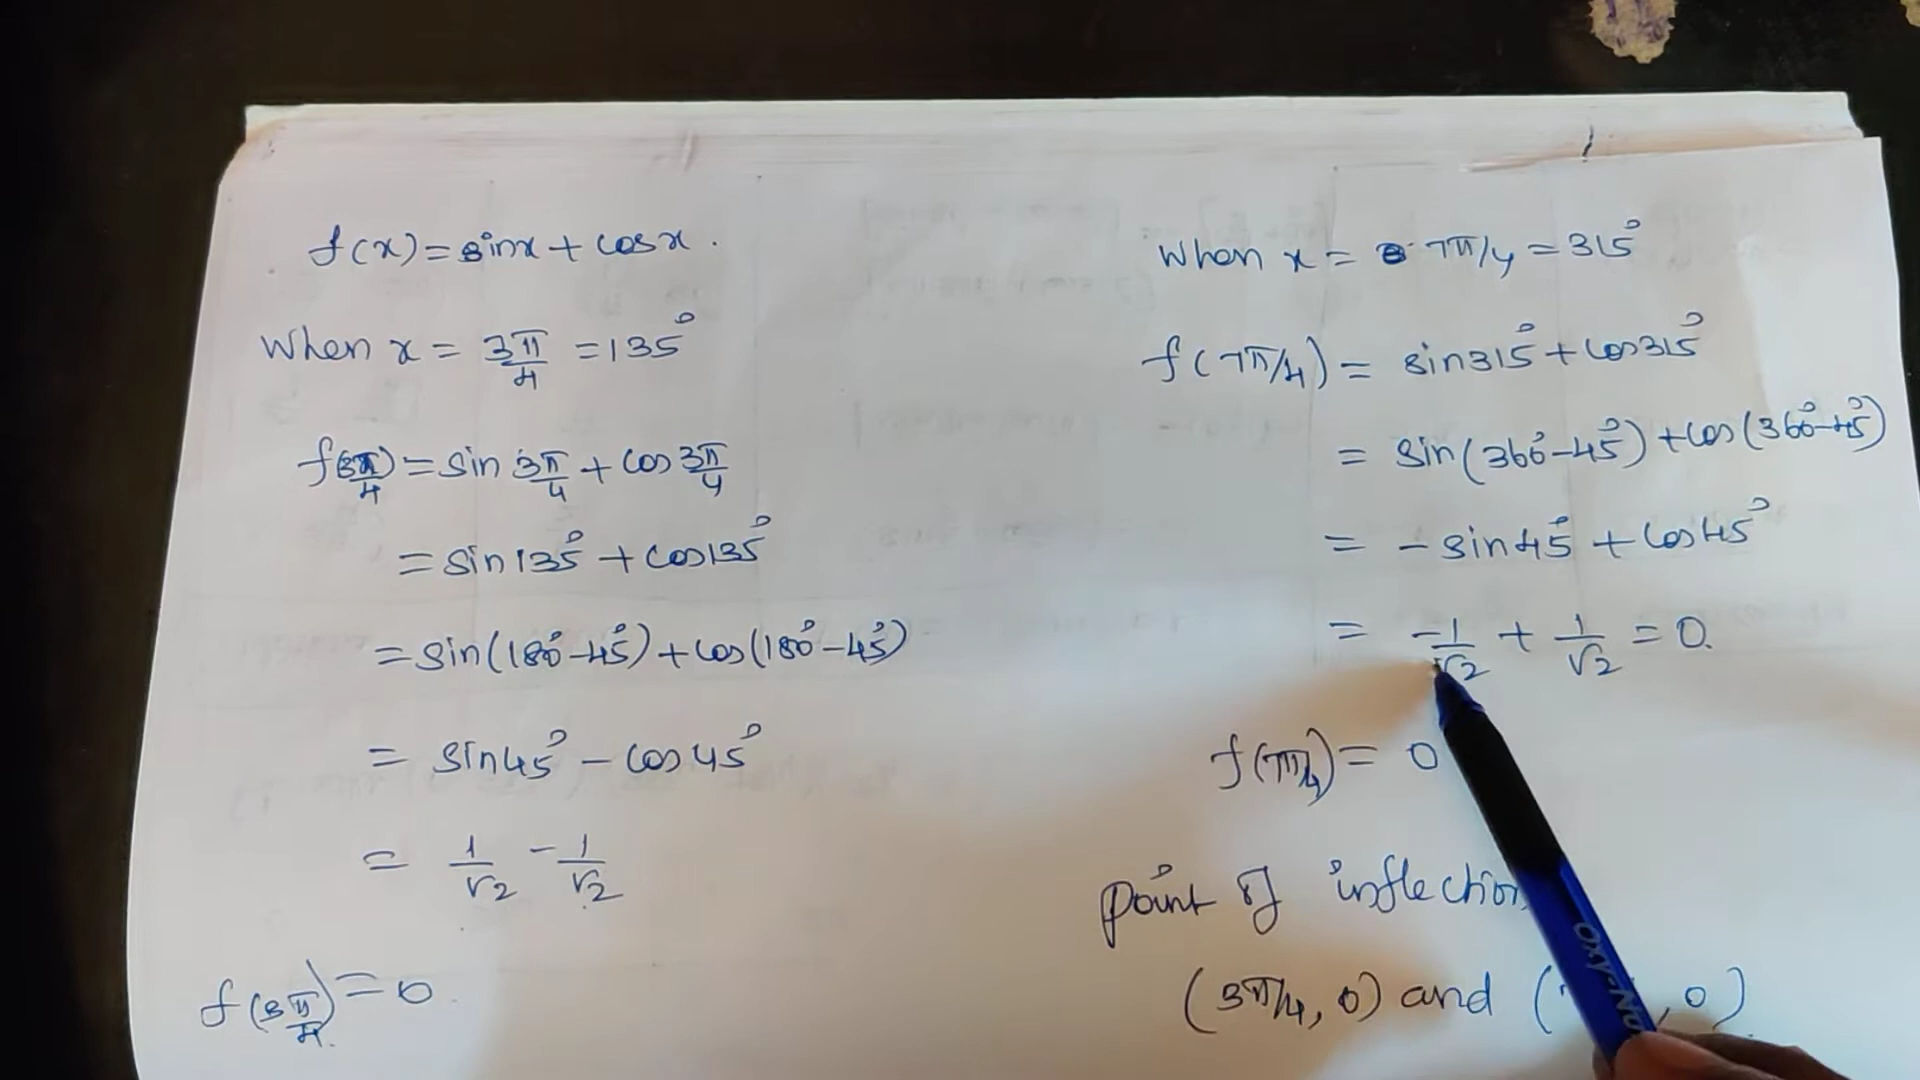 f(x) = sinx + cosx .
When x = 3π/4 = 135°
f(3π/4) = sin 3π/4 + cos 3π/4
= sin135° + cos135°
= sin(180°-45°) + cos(180°-45°)
= sin45° - cos45°
= 1/√2 - 1/√2
f(3π/4) = 0.
When x = 7π/4 = 315°
f(7π/4) = sin315° + cos315°
= sin(360°-45°) + cos(360°-45°)
= -sin45° + cos45°
= -1/√2 + 1/√2 = 0.
f(7π/4) = 0
point of inflection
(3π/4, 0) and ( , 0)
OXY-